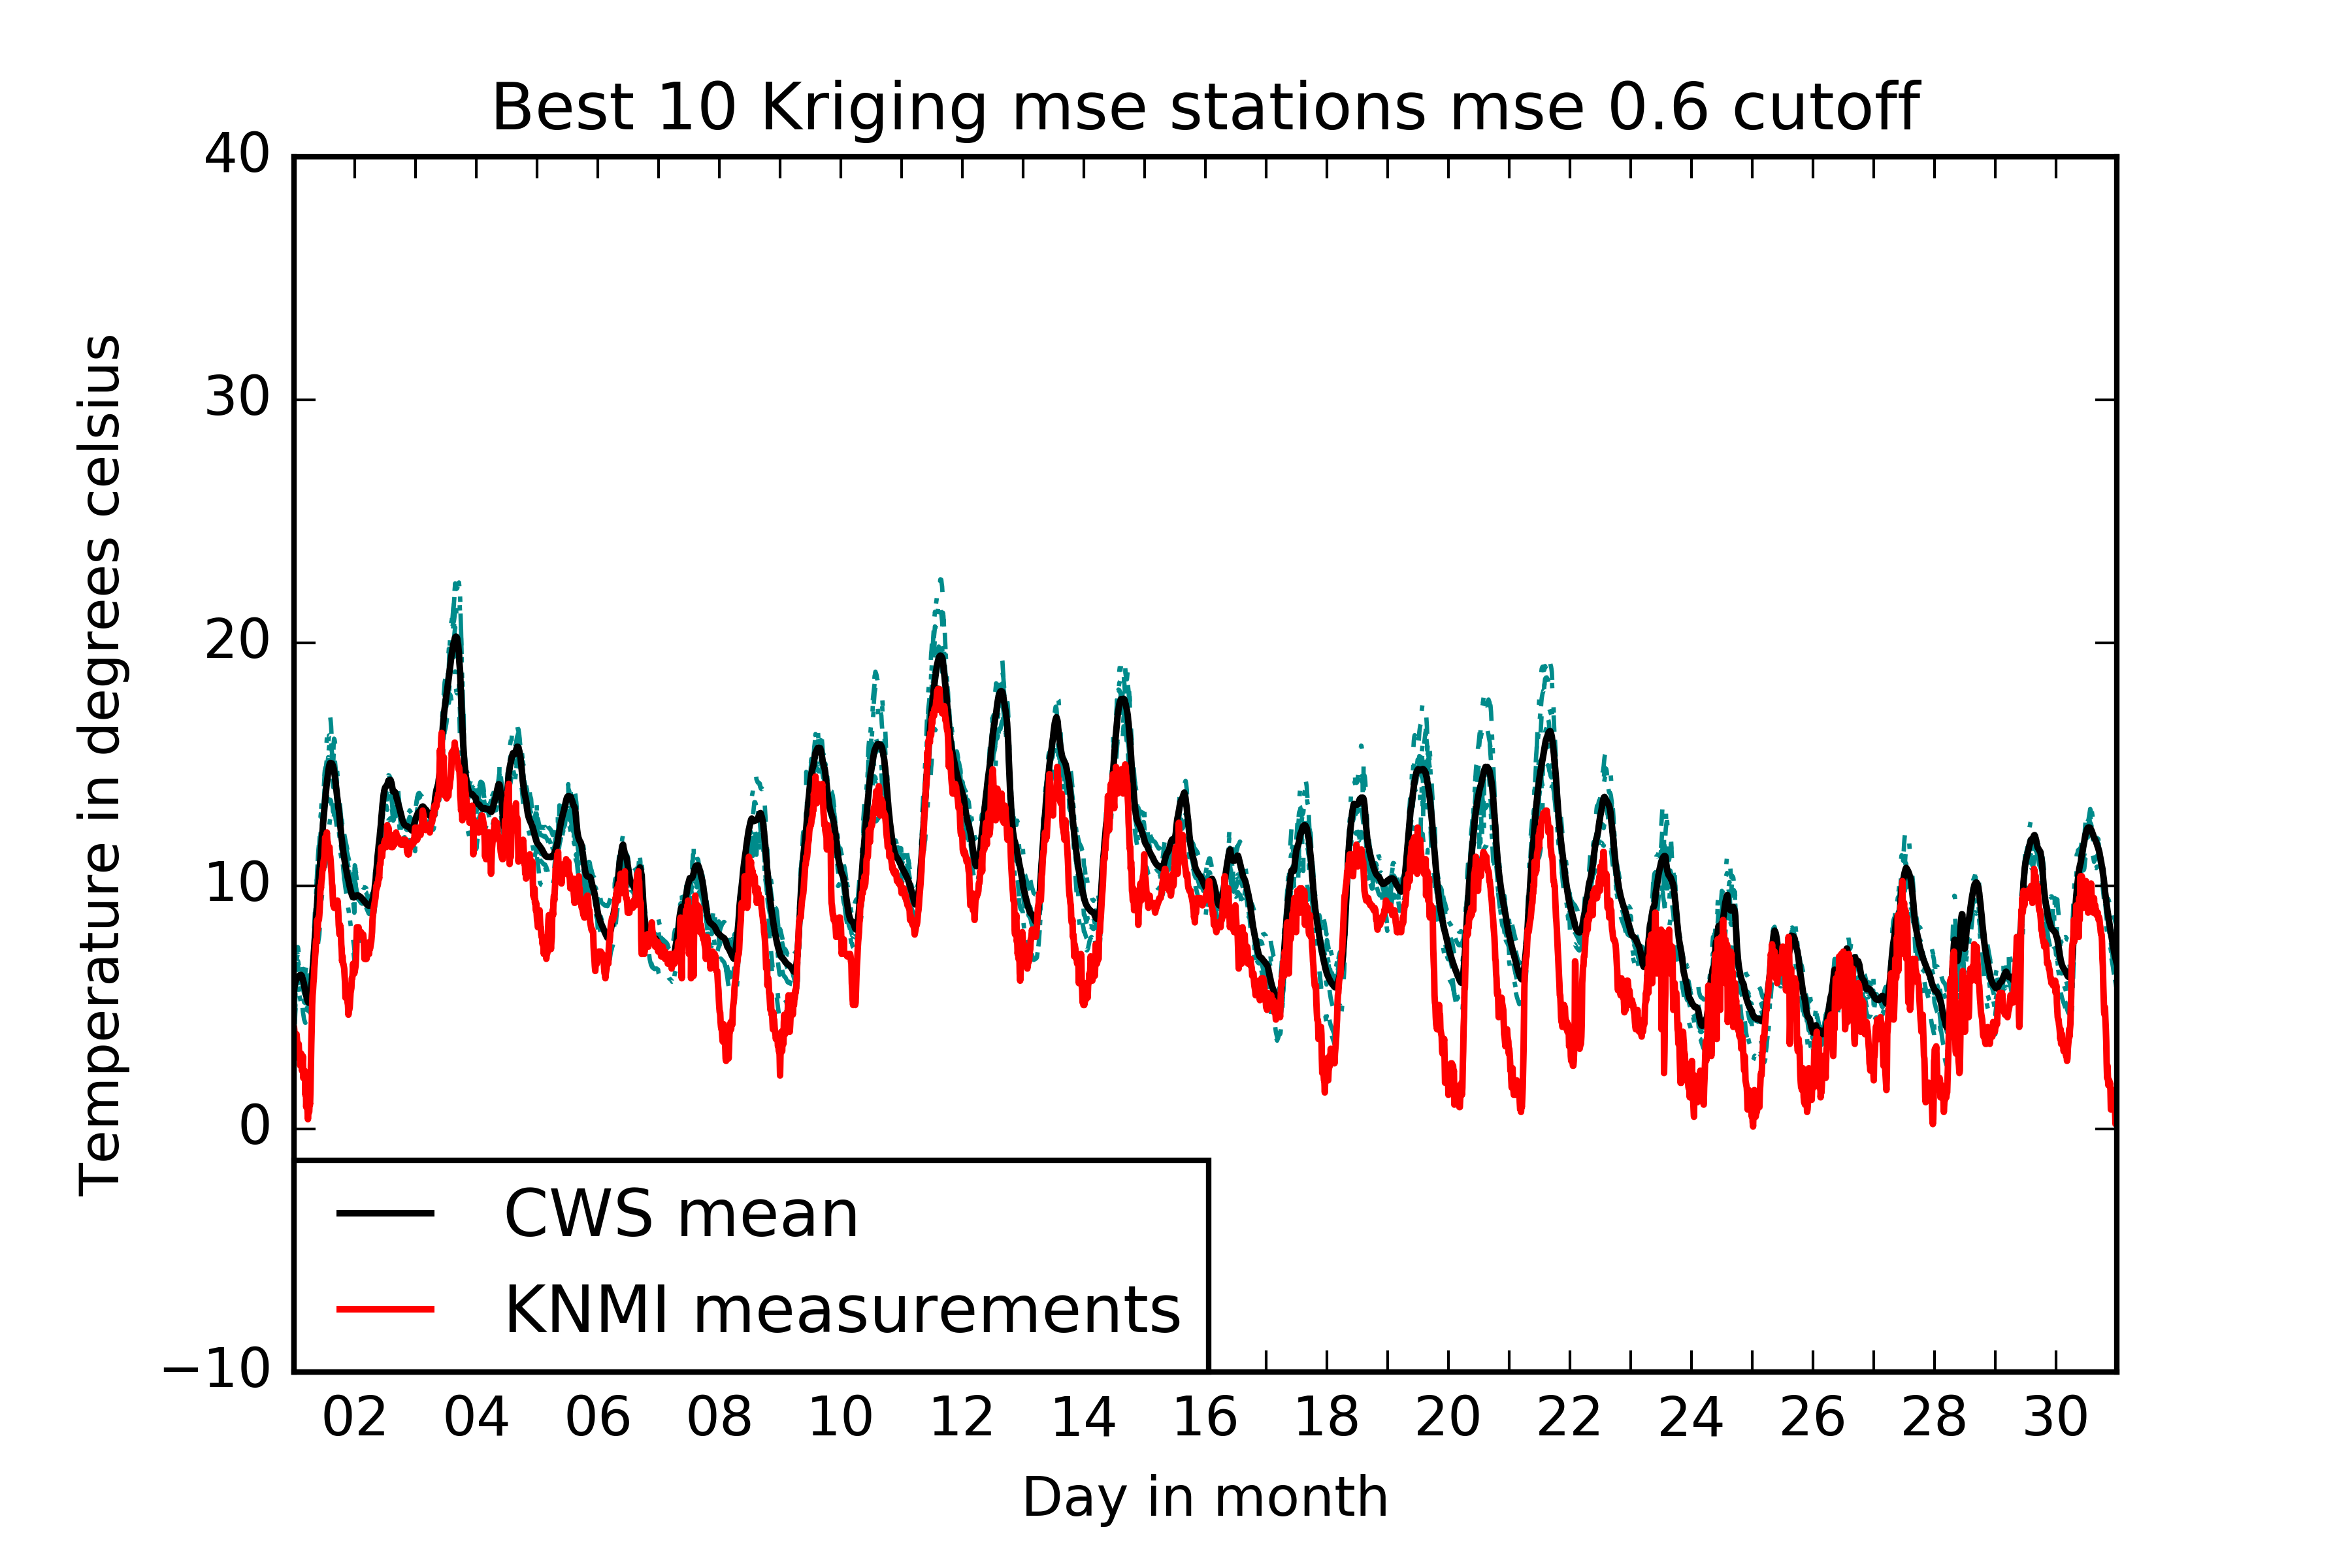 Best 10 Kriging mse stations mse 0.6 cutoff
40
30
20
10
0
−10
Temperature in degrees celsius
CWS mean
KNMI measurements
02 04 06 08 10 12 14 16 18 20 22 24 26 28 30
Day in month